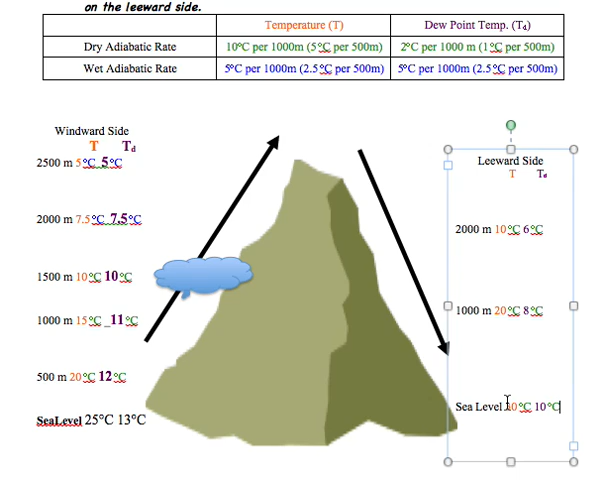 on the leeward side.
Temperature (T) Dew Point Temp. (Td)
Dry Adiabatic Rate 10°C per 1000m (5°C per 500m) 2°C per 1000 m (1°C per 500m)
Wet Adiabatic Rate 5°C per 1000m (2.5°C per 500m) 5°C per 1000m (2.5°C per 500m)
Windward Side
T Td
2500 m 5°C 5°C
2000 m 7.5°C 7.5°C
1500 m 10°C 10°C
1000 m 15°C _11°C
500 m 20°C 12°C
SeaLevel 25°C 13°C
Leeward Side
T Td
2000 m 10°C 6°C
1000 m 20°C 8°C
Sea Level 30°C 10°C